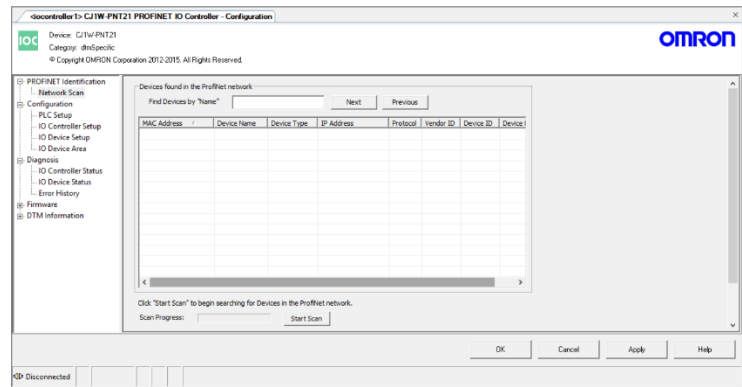 <iocontroller1> CJ1W-PNT21 PROFINET IO Controller - Configuration
IOC
Device: CJ1W-PNT21
Category: dtmSpecific
© Copyright OMRON Corporation 2012-2015. All Rights Reserved.
OMRON
PROFINET Identification
Network Scan
Configuration
PLC Setup
IO Controller Setup
IO Device Setup
IO Device Area
Diagnosis
IO Controller Status
IO Device Status
Error History
Firmware
DTM Information
Devices found in the ProfiNet network
Find Devices by "Name" Next Previous
MAC Address / Device Name Device Type IP Address Protocol Vendor ID Device ID Device
Click "Start Scan" to begin searching for Devices in the ProfiNet network.
Scan Progress: Start Scan
OK Cancel Apply Help
Disconnected